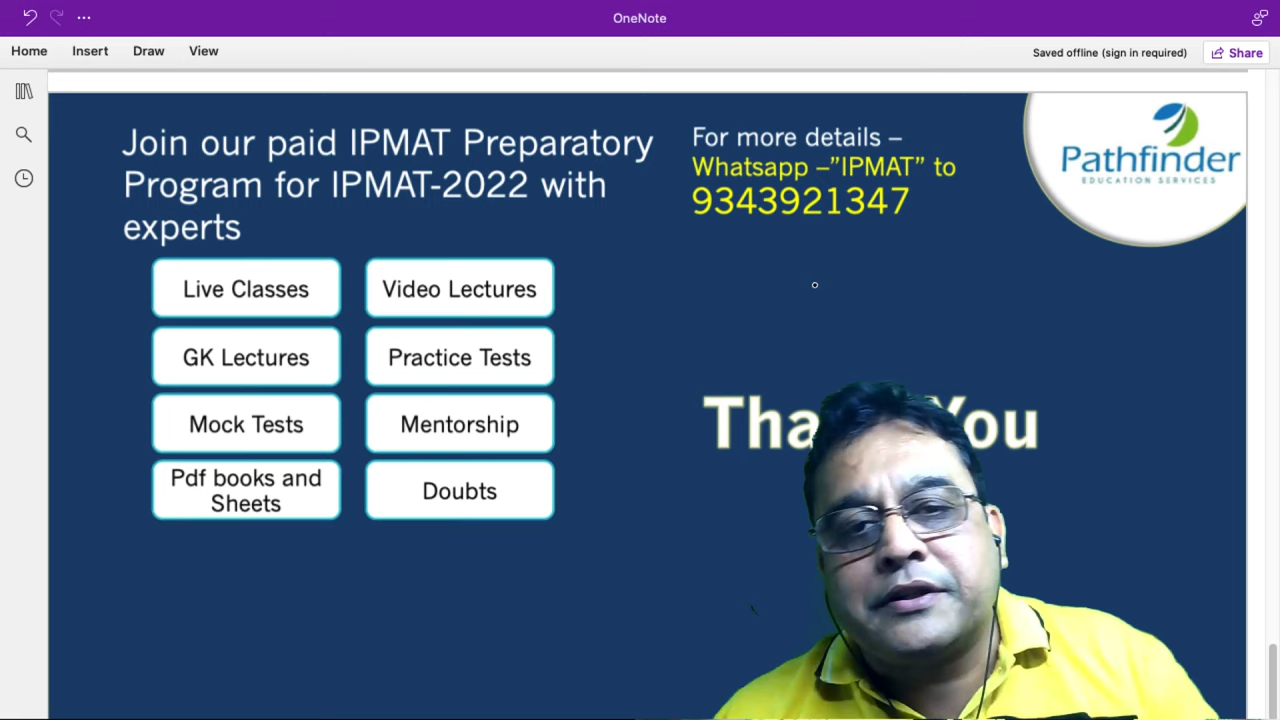 OneNote
Home Insert Draw View
Saved offline (sign in required) Share
Join our paid IPMAT Preparatory
Program for IPMAT-2022 with
experts
For more details –
Whatsapp –”IPMAT” to
9343921347
Pathfinder
EDUCATION SERVICES
Live Classes
Video Lectures
GK Lectures
Practice Tests
Mock Tests
Mentorship
Pdf books and
Sheets
Doubts
Tha You